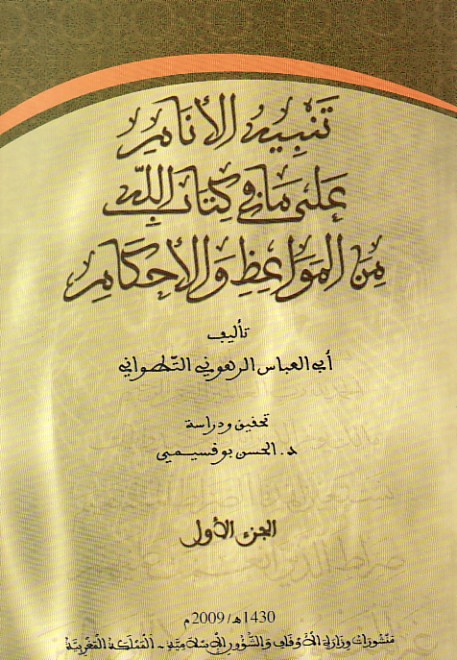 تنبيه الأنام
على ما في كتاب الله
من المواعظ والأحكام
تأليف
أبي العباس الرهوني التطواني
تحقيق ودراسة
د. الحسن بوقسيمي
الجزء الأول
1430هـ/2009م
منشورات وزارة الأوقاف والشؤون الإسلامية - المملكة المغربية